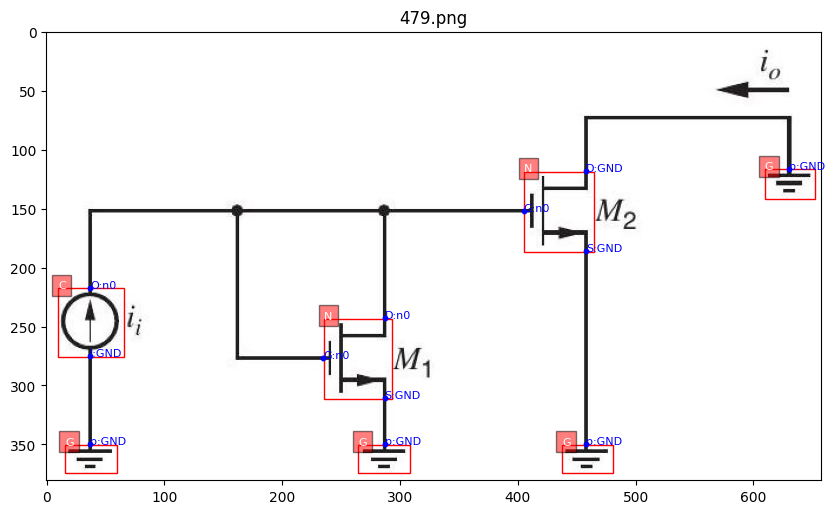 479.png
0
50
100
150
200
250
300
350
0
100
200
300
400
500
600
i_o
G
p:GND
N
D:GND
G:n0
M_2
S:GND
C
O:n0
i_i
I:GND
N
D:n0
G:n0
M_1
S:GND
G
p:GND
G
p:GND
G
p:GND